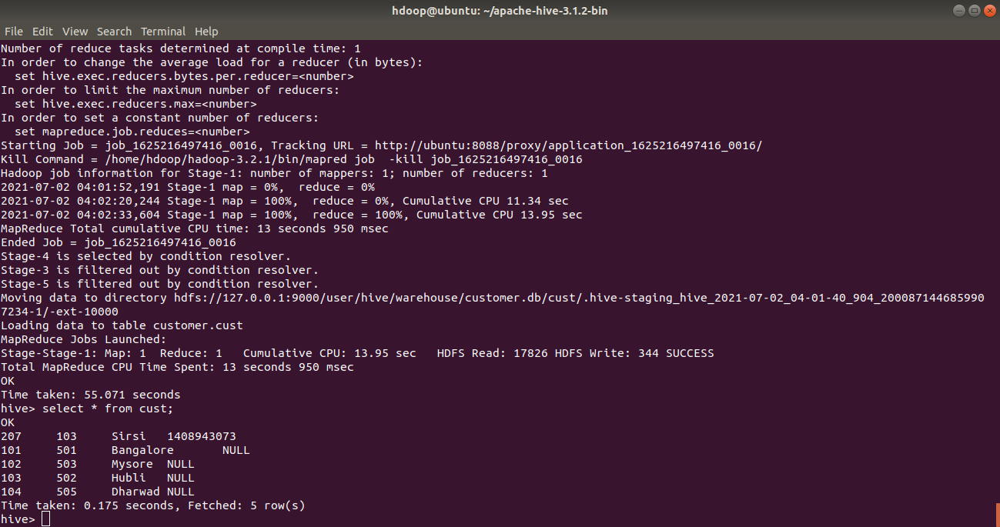 hdoop@ubuntu: ~/apache-hive-3.1.2-bin
File Edit View Search Terminal Help
Number of reduce tasks determined at compile time: 1
In order to change the average load for a reducer (in bytes):
  set hive.exec.reducers.bytes.per.reducer=<number>
In order to limit the maximum number of reducers:
  set hive.exec.reducers.max=<number>
In order to set a constant number of reducers:
  set mapreduce.job.reduces=<number>
Starting Job = job_1625216497416_0016, Tracking URL = http://ubuntu:8088/proxy/application_1625216497416_0016/
Kill Command = /home/hdoop/hadoop-3.2.1/bin/mapred job  -kill job_1625216497416_0016
Hadoop job information for Stage-1: number of mappers: 1; number of reducers: 1
2021-07-02 04:01:52,191 Stage-1 map = 0%,  reduce = 0%
2021-07-02 04:02:20,244 Stage-1 map = 100%,  reduce = 0%, Cumulative CPU 11.34 sec
2021-07-02 04:02:33,604 Stage-1 map = 100%,  reduce = 100%, Cumulative CPU 13.95 sec
MapReduce Total cumulative CPU time: 13 seconds 950 msec
Ended Job = job_1625216497416_0016
Stage-4 is selected by condition resolver.
Stage-3 is filtered out by condition resolver.
Stage-5 is filtered out by condition resolver.
Moving data to directory hdfs://127.0.0.1:9000/user/hive/warehouse/customer.db/cust/.hive-staging_hive_2021-07-02_04-01-40_904_200087144685990
7234-1/-ext-10000
Loading data to table customer.cust
MapReduce Jobs Launched:
Stage-Stage-1: Map: 1  Reduce: 1   Cumulative CPU: 13.95 sec   HDFS Read: 17826 HDFS Write: 344 SUCCESS
Total MapReduce CPU Time Spent: 13 seconds 950 msec
OK
Time taken: 55.071 seconds
hive> select * from cust;
OK
207     103     Sirsi   1408943073
101     501     Bangalore       NULL
102     503     Mysore  NULL
103     502     Hubli   NULL
104     505     Dharwad NULL
Time taken: 0.175 seconds, Fetched: 5 row(s)
hive>